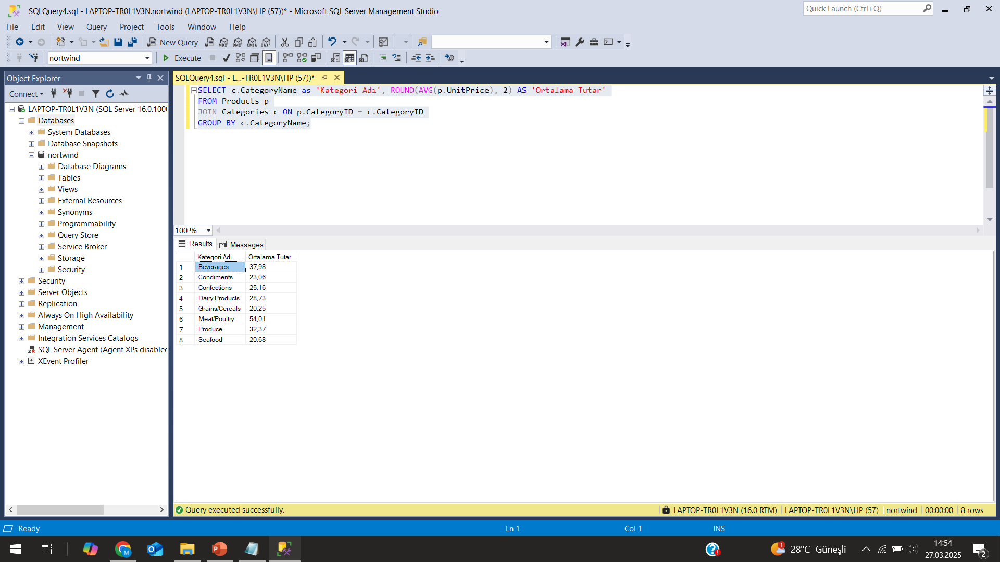 SQLQuery4.sql - LAPTOP-TR0L1V3N.nortwind (LAPTOP-TR0L1V3N\HP (57))* - Microsoft SQL Server Management Studio
Quick Launch (Ctrl+Q)
File Edit View Query Project Tools Window Help
New Query MDX DMX XMLA DAX
nortwind Execute
Object Explorer
Connect
LAPTOP-TR0L1V3N (SQL Server 16.0.1000
Databases
System Databases
Database Snapshots
nortwind
Database Diagrams
Tables
Views
External Resources
Synonyms
Programmability
Query Store
Service Broker
Storage
Security
Security
Server Objects
Replication
Always On High Availability
Management
Integration Services Catalogs
SQL Server Agent (Agent XPs disabled
XEvent Profiler
SQLQuery4.sql - L...-TR0L1V3N\HP (57))*
SELECT c.CategoryName as 'Kategori Adı', ROUND(AVG(p.UnitPrice), 2) AS 'Ortalama Tutar'
FROM Products p
JOIN Categories c ON p.CategoryID = c.CategoryID
GROUP BY c.CategoryName;
100 %
Results Messages
Kategori Adı Ortalama Tutar
1 Beverages 37,98
2 Condiments 23,06
3 Confections 25,16
4 Dairy Products 28,73
5 Grains/Cereals 20,25
6 Meat/Poultry 54,01
7 Produce 32,37
8 Seafood 20,68
Query executed successfully. LAPTOP-TR0L1V3N (16.0 RTM) LAPTOP-TR0L1V3N\HP (57) nortwind 00:00:00 8 rows
Ready Ln 1 Col 1 INS
1 28°C Güneşli
14:54
27.03.2025
2